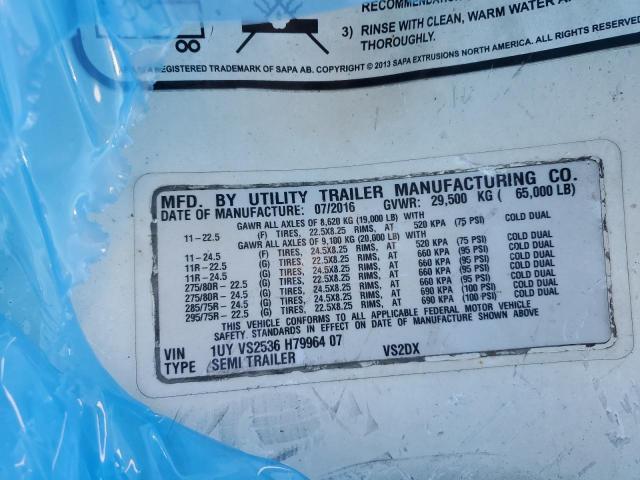 RECOMMENDATION
3) RINSE WITH CLEAN, WARM WATER
THOROUGHLY.
REGISTERED TRADEMARK OF SAPA AB. © 2013 SAPA EXTRUSIONS NORTH AMERICA. ALL RIGHTS RESERVED.
MFD. BY UTILITY TRAILER MANUFACTURING CO.
DATE OF MANUFACTURE: 07/2016 GVWR: 29,500 KG ( 65,000 LB)
GAWR ALL AXLES OF 8,620 KG (19,000 LB) WITH
11-22.5 (F) TIRES, 22.5X8.25 RIMS, AT 520 KPA (75 PSI) COLD DUAL
GAWR ALL AXLES OF 9,100 KG (20,000 LB) WITH
11-24.5 (F) TIRES, 24.5X8.25 RIMS, AT 520 KPA (75 PSI) COLD DUAL
11R-22.5 (G) TIRES, 22.5X8.25 RIMS, AT 660 KPA (95 PSI) COLD DUAL
11R-24.5 (G) TIRES, 24.5X8.25 RIMS, AT 660 KPA (95 PSI) COLD DUAL
275/80R-22.5 (G) TIRES, 22.5X8.25 RIMS, AT 660 KPA (95 PSI) COLD DUAL
275/80R-24.5 (G) TIRES, 24.5X8.25 RIMS, AT 660 KPA (95 PSI) COLD DUAL
285/75R-24.5 (G) TIRES, 24.5X8.25 RIMS, AT 690 KPA (100 PSI) COLD DUAL
295/75R-22.5 (G) TIRES, 22.5X8.25 RIMS, AT 690 KPA (100 PSI) COLD DUAL
THIS VEHICLE CONFORMS TO ALL APPLICABLE FEDERAL MOTOR VEHICLE
SAFETY STANDARDS IN EFFECT ON DATE OF MANUFACTURE SHOWN ABOVE
VIN 1UY VS2536 H79964 07
TYPE SEMI TRAILER VS2DX